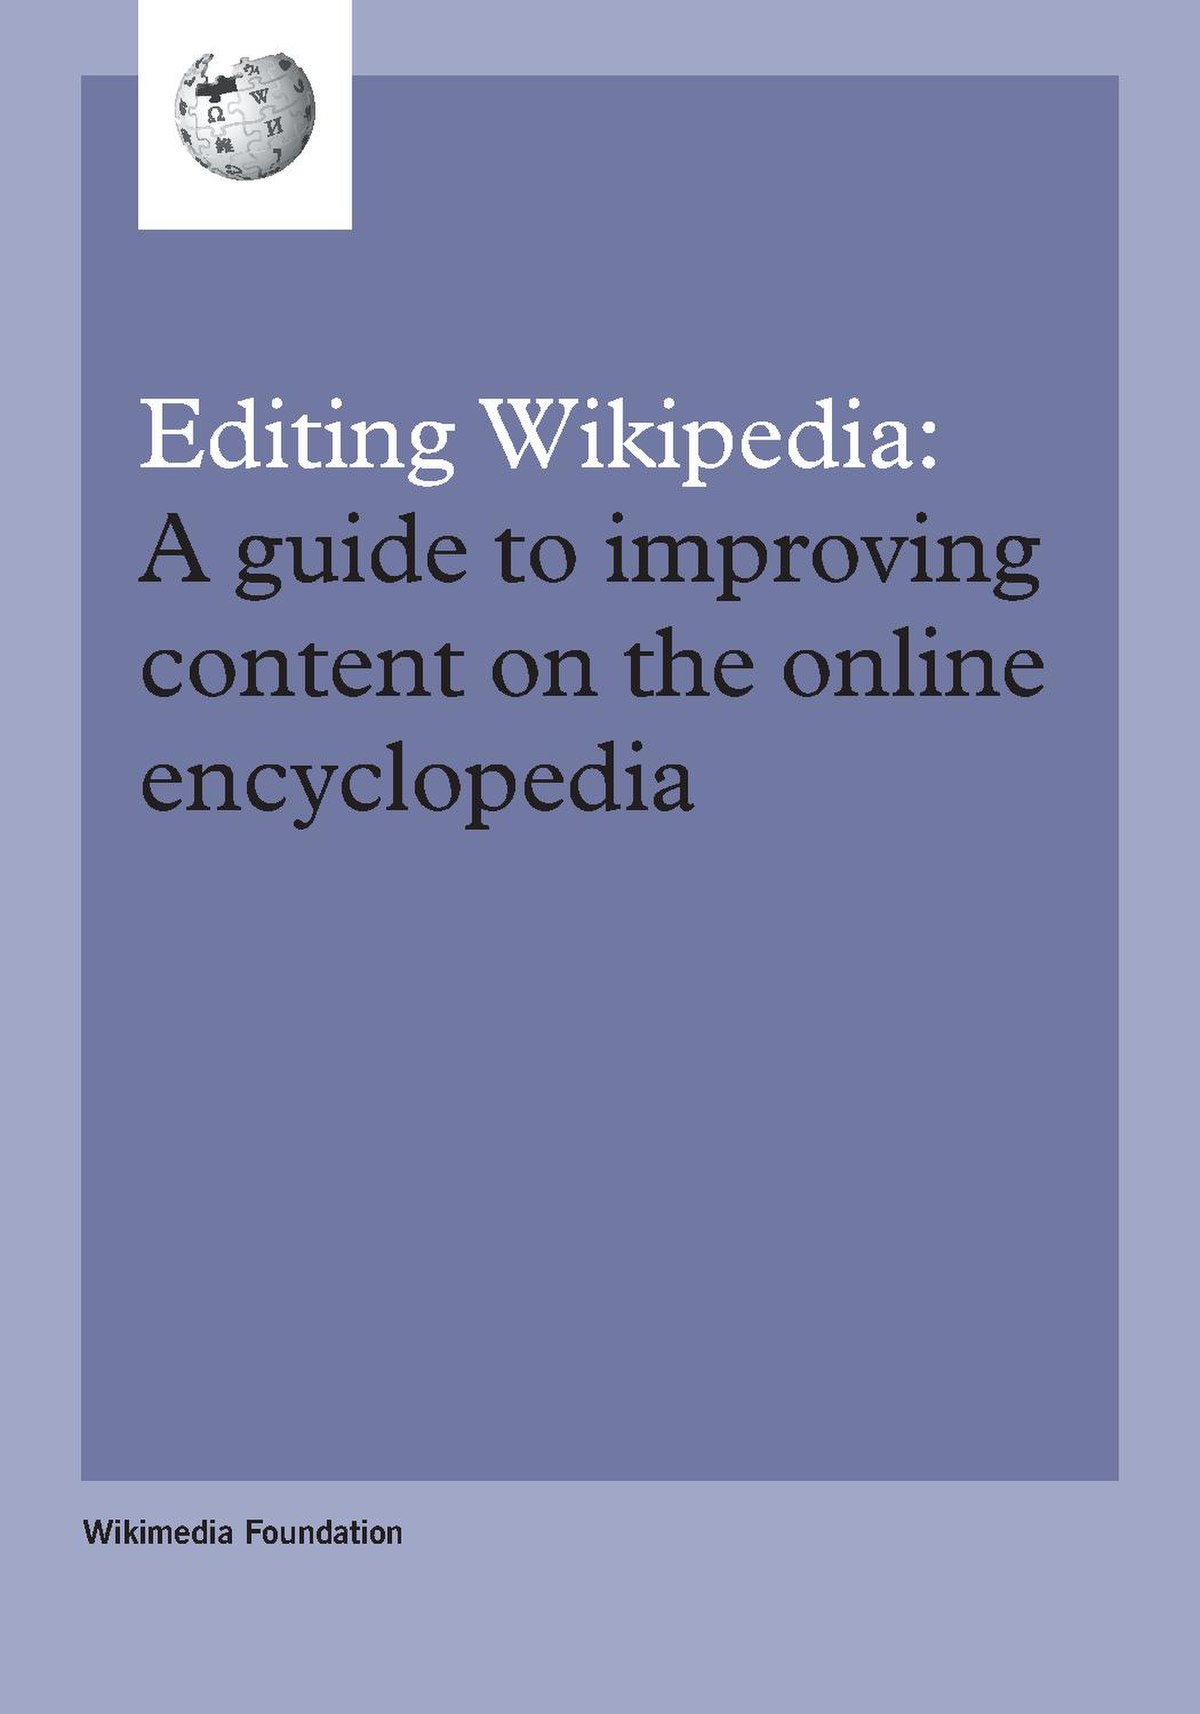 Editing Wikipedia:
A guide to improving
content on the online
encyclopedia
Wikimedia Foundation